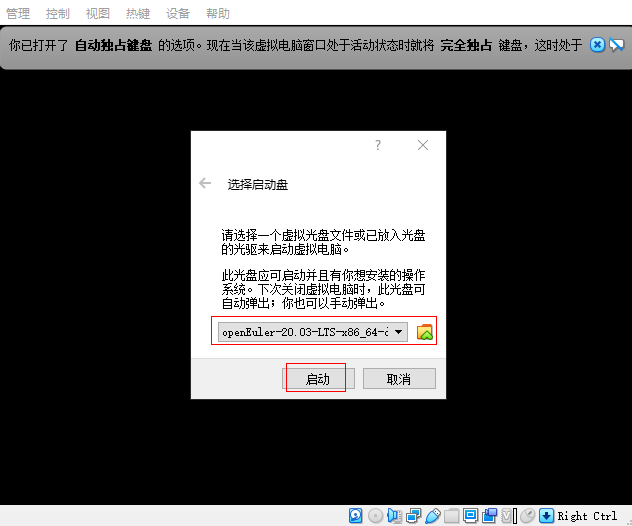 管理 控制 视图 热键 设备 帮助
你已打开了 自动独占键盘 的选项。现在当该虚拟电脑窗口处于活动状态时就将 完全独占 键盘，这时处于
?
选择启动盘
请选择一个虚拟光盘文件或已放入光盘
的光驱来启动虚拟电脑。
此光盘应可启动并且有你想安装的操作
系统。下次关闭虚拟电脑时，此光盘可
自动弹出；你也可以手动弹出。
openEuler-20.03-LTS-x86_64-
启动 取消
Right Ctrl